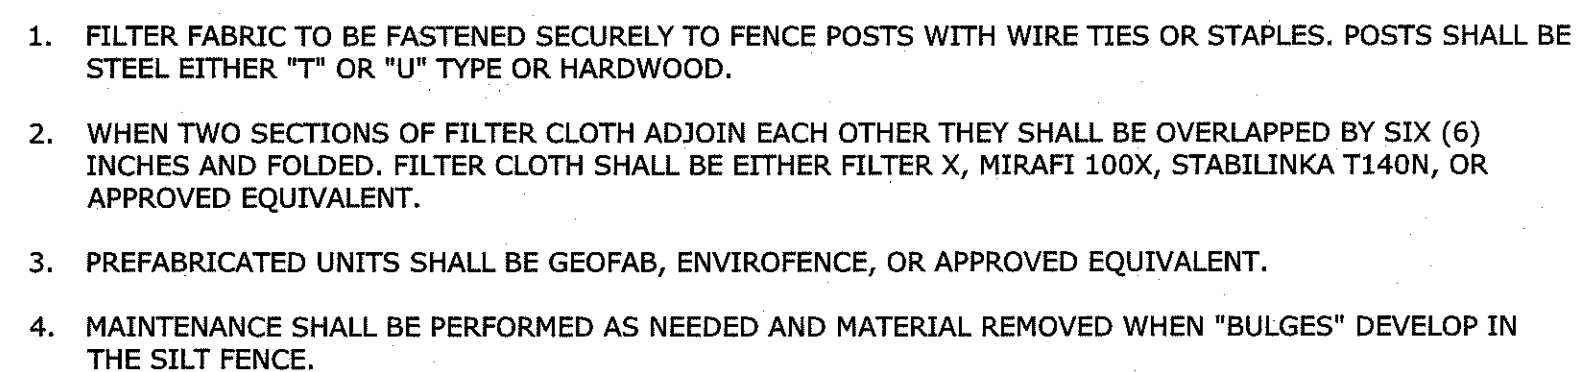 1. FILTER FABRIC TO BE FASTENED SECURELY TO FENCE POSTS WITH WIRE TIES OR STAPLES. POSTS SHALL BE
STEEL EITHER "T" OR "U" TYPE OR HARDWOOD.
2. WHEN TWO SECTIONS OF FILTER CLOTH ADJOIN EACH OTHER THEY SHALL BE OVERLAPPED BY SIX (6)
INCHES AND FOLDED. FILTER CLOTH SHALL BE EITHER FILTER X, MIRAFI 100X, STABILINKA T140N, OR
APPROVED EQUIVALENT.
3. PREFABRICATED UNITS SHALL BE GEOFAB, ENVIROFENCE, OR APPROVED EQUIVALENT.
4. MAINTENANCE SHALL BE PERFORMED AS NEEDED AND MATERIAL REMOVED WHEN "BULGES" DEVELOP IN
THE SILT FENCE.